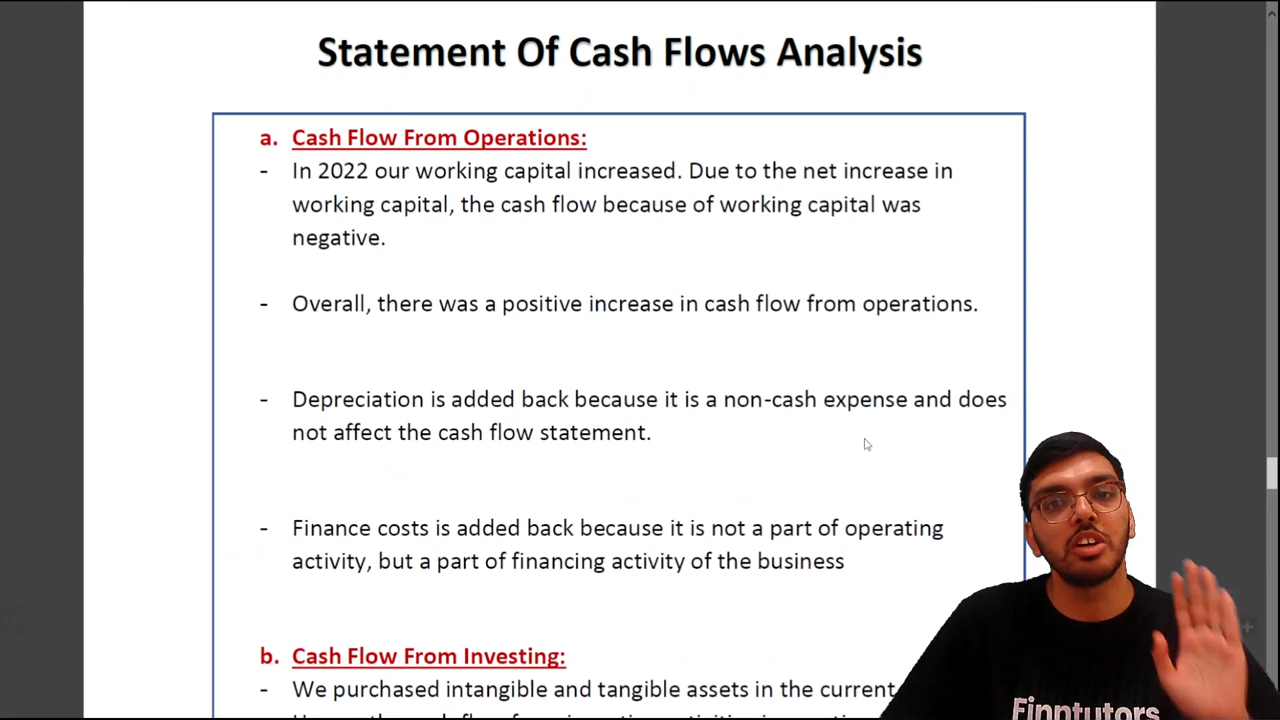 Statement Of Cash Flows Analysis
a. Cash Flow From Operations:
- In 2022 our working capital increased. Due to the net increase in
working capital, the cash flow because of working capital was
negative.
- Overall, there was a positive increase in cash flow from operations.
- Depreciation is added back because it is a non-cash expense and does
not affect the cash flow statement.
- Finance costs is added back because it is not a part of operating
activity, but a part of financing activity of the business
b. Cash Flow From Investing:
- We purchased intangible and tangible assets in the current
Finntutors